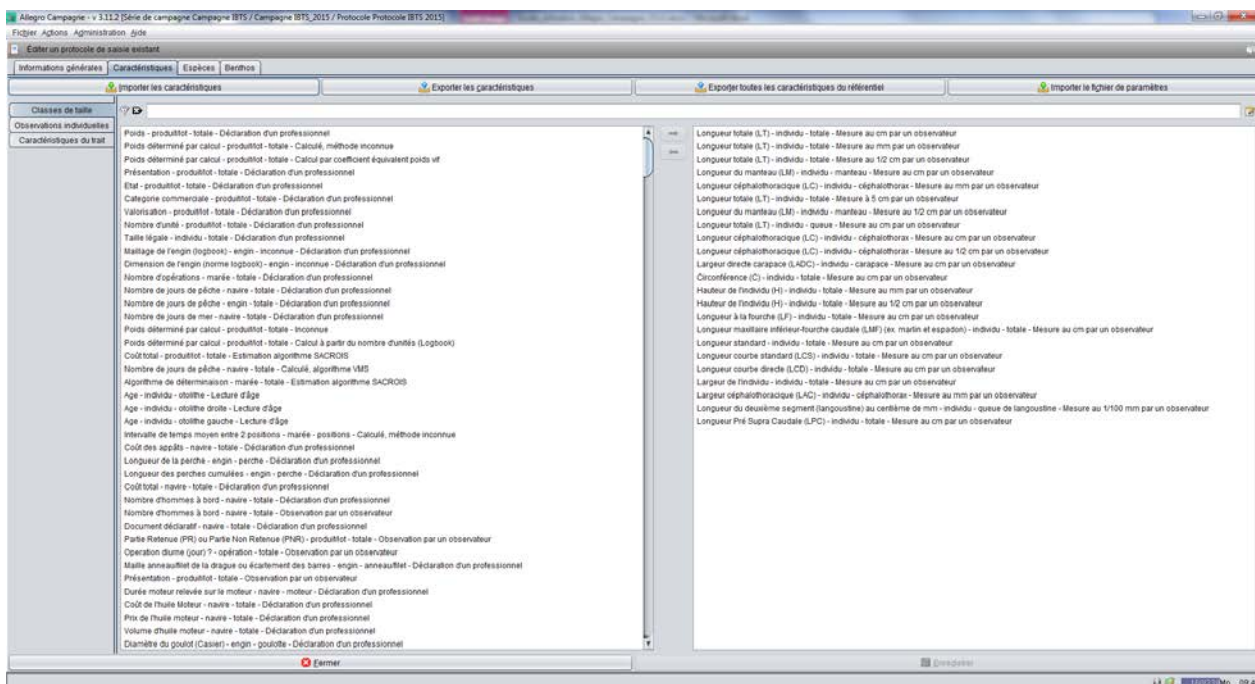 Allegro Campagne - v 3.11.2 [Série de campagne Campagne IBTS / Campagne IBTS_2015 / Protocole Protocole IBTS 2015]
Fichier Actions Administration Aide
Éditer un protocole de saisie existant
Informations générales Caractéristiques Espèces Benthos
Importer les caractéristiques Exporter les caractéristiques Exporter toutes les caractéristiques du référentiel Importer le fichier de paramètres
Classes de taille
Observations individuelles
Caractéristiques du trait
Poids - produit/lot - totale - Déclaration d'un professionnel
Poids déterminé par calcul - produit/lot - totale - Calculé, méthode inconnue
Poids déterminé par calcul - produit/lot - totale - Calcul par coefficient équivalent poids vif
Présentation - produit/lot - totale - Déclaration d'un professionnel
Etat - produit/lot - totale - Déclaration d'un professionnel
Categorie commerciale - produit/lot - totale - Déclaration d'un professionnel
Valorisation - produit/lot - totale - Déclaration d'un professionnel
Nombre d'unité - produit/lot - totale - Déclaration d'un professionnel
Taille légale - individu - totale - Déclaration d'un professionnel
Maillage de l'engin (logbook) - engin - inconnue - Déclaration d'un professionnel
Dimension de l'engin (norme logbook) - engin - inconnue - Déclaration d'un professionnel
Nombre d'opérations - marée - totale - Déclaration d'un professionnel
Nombre de jours de pêche - navire - totale - Déclaration d'un professionnel
Nombre de jours de pêche - engin - totale - Déclaration d'un professionnel
Nombre de jours de mer - navire - totale - Déclaration d'un professionnel
Poids déterminé par calcul - produit/lot - totale - Inconnue
Poids déterminé par calcul - produit/lot - totale - Calcul à partir du nombre d'unités (Logbook)
Coût total - produit/lot - totale - Estimation algorithme SACROIS
Nombre de jours de pêche - navire - totale - Calculé, algorithme VMS
Algorithme de déterminaison - marée - totale - Estimation algorithme SACROIS
Age - individu - otolithe - Lecture d'âge
Age - individu - otolithe droite - Lecture d'âge
Age - individu - otolithe gauche - Lecture d'âge
Intervalle de temps moyen entre 2 positions - marée - positions - Calculé, méthode inconnue
Coût des appâts - navire - totale - Déclaration d'un professionnel
Longueur de la perche - engin - perche - Déclaration d'un professionnel
Longueur des perches cumulées - engin - perche - Déclaration d'un professionnel
Coût total - navire - totale - Déclaration d'un professionnel
Nombre d'hommes à bord - navire - totale - Déclaration d'un professionnel
Nombre d'hommes à bord - navire - totale - Observation par un observateur
Document déclaratif - navire - totale - Déclaration d'un professionnel
Partie Retenue (PR) ou Partie Non Retenue (PNR) - produit/lot - totale - Observation par un observateur
Operation diurne (jour) ? - opération - totale - Observation par un observateur
Maille anneau/filet de la drague ou écartement des barres - engin - anneau/filet - Déclaration d'un professionnel
Présentation - produit/lot - totale - Observation par un observateur
Durée moteur relevée sur le moteur - navire - moteur - Déclaration d'un professionnel
Coût de l'huile Moteur - navire - totale - Déclaration d'un professionnel
Prix de l'huile moteur - navire - totale - Déclaration d'un professionnel
Volume d'huile moteur - navire - totale - Déclaration d'un professionnel
Diamètre du goulot (Casier) - engin - goulotte - Déclaration d'un professionnel
Longueur totale (LT) - individu - totale - Mesure au cm par un observateur
Longueur totale (LT) - individu - totale - Mesure au mm par un observateur
Longueur totale (LT) - individu - totale - Mesure au 1/2 cm par un observateur
Longueur du manteau (LM) - individu - manteau - Mesure au cm par un observateur
Longueur céphalothoracique (LC) - individu - céphalothorax - Mesure au mm par un observateur
Longueur totale (LT) - individu - totale - Mesure à 5 cm par un observateur
Longueur du manteau (LM) - individu - manteau - Mesure au 1/2 cm par un observateur
Longueur totale (LT) - individu - queue - Mesure au cm par un observateur
Longueur céphalothoracique (LC) - individu - céphalothorax - Mesure au cm par un observateur
Longueur céphalothoracique (LC) - individu - céphalothorax - Mesure au 1/2 cm par un observateur
Largeur directe carapace (LADC) - individu - carapace - Mesure au cm par un observateur
Circonférence (C) - individu - totale - Mesure au cm par un observateur
Hauteur de l'individu (H) - individu - totale - Mesure au mm par un observateur
Hauteur de l'individu (H) - individu - totale - Mesure au 1/2 cm par un observateur
Longueur à la fourche (LF) - individu - totale - Mesure au cm par un observateur
Longueur maxillaire inférieur-fourche caudale (LMF) (ex. marlin et espadon) - individu - totale - Mesure au cm par un observateur
Longueur standard - individu - totale - Mesure au cm par un observateur
Longueur courbe standard (LCS) - individu - totale - Mesure au cm par un observateur
Longueur courbe directe (LCD) - individu - totale - Mesure au cm par un observateur
Largeur de l'individu - individu - totale - Mesure au cm par un observateur
Largeur céphalothoracique (LAC) - individu - céphalothorax - Mesure au mm par un observateur
Longueur du deuxième segment (langoustine) au centième de mm - individu - queue de langoustine - Mesure au 1/100 mm par un observateur
Longueur Pré Supra Caudale (LPC) - individu - totale - Mesure au cm par un observateur
Fermer Enregistrer